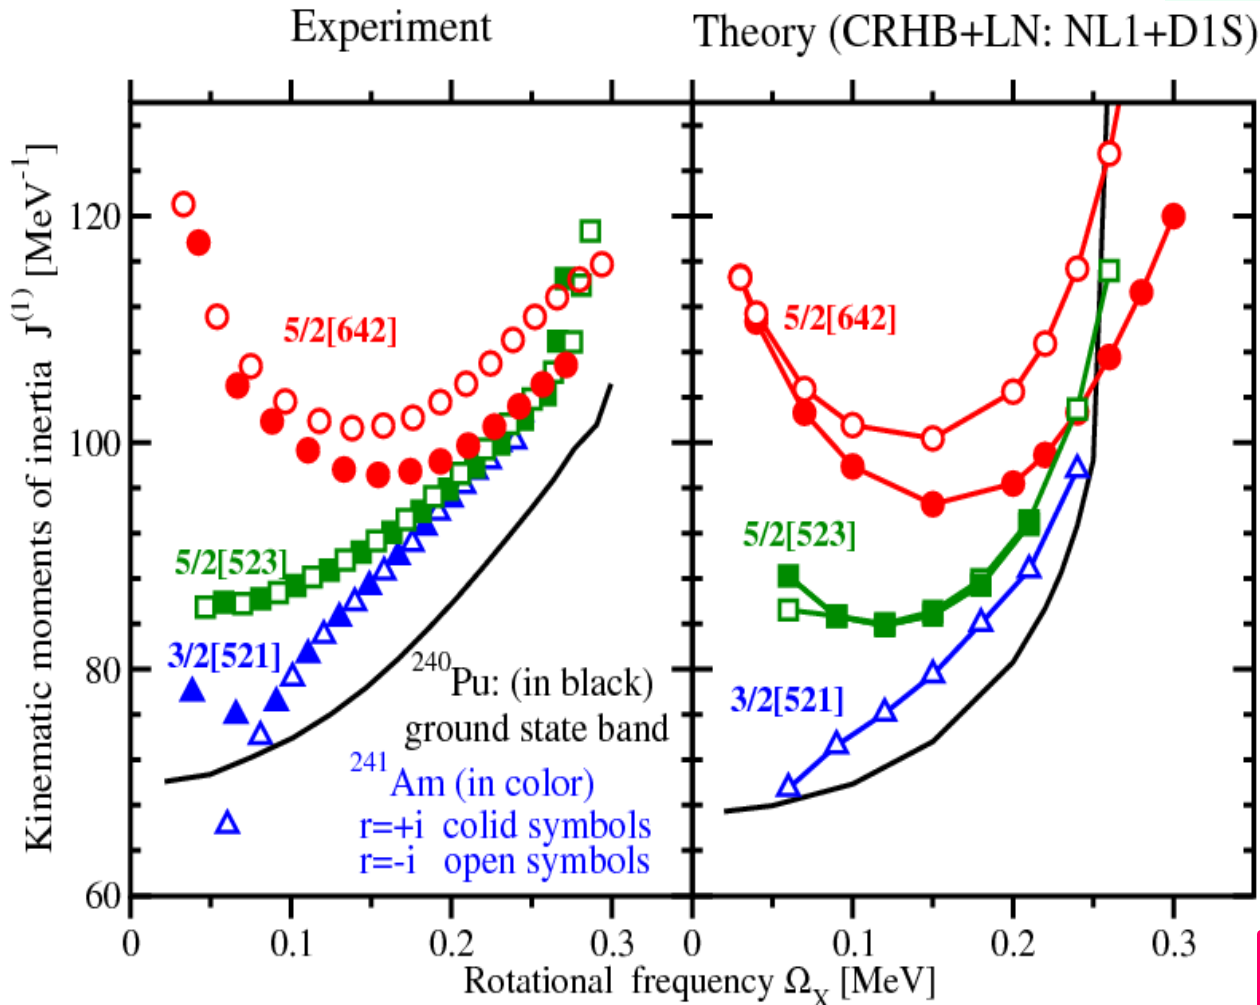 Experiment
Theory (CRHB+LN: NL1+D1S)
Kinematic moments of inertia J⁽¹⁾ [MeV⁻¹]
120
100
80
60
5/2[642]
5/2[523]
3/2[521]
²⁴⁰Pu: (in black)
ground state band
²⁴¹Am (in color)
r=+i colid symbols
r=-i open symbols
5/2[642]
5/2[523]
3/2[521]
0 0.1 0.2 0.3
0 0.1 0.2 0.3
Rotational frequency Ωₓ [MeV]